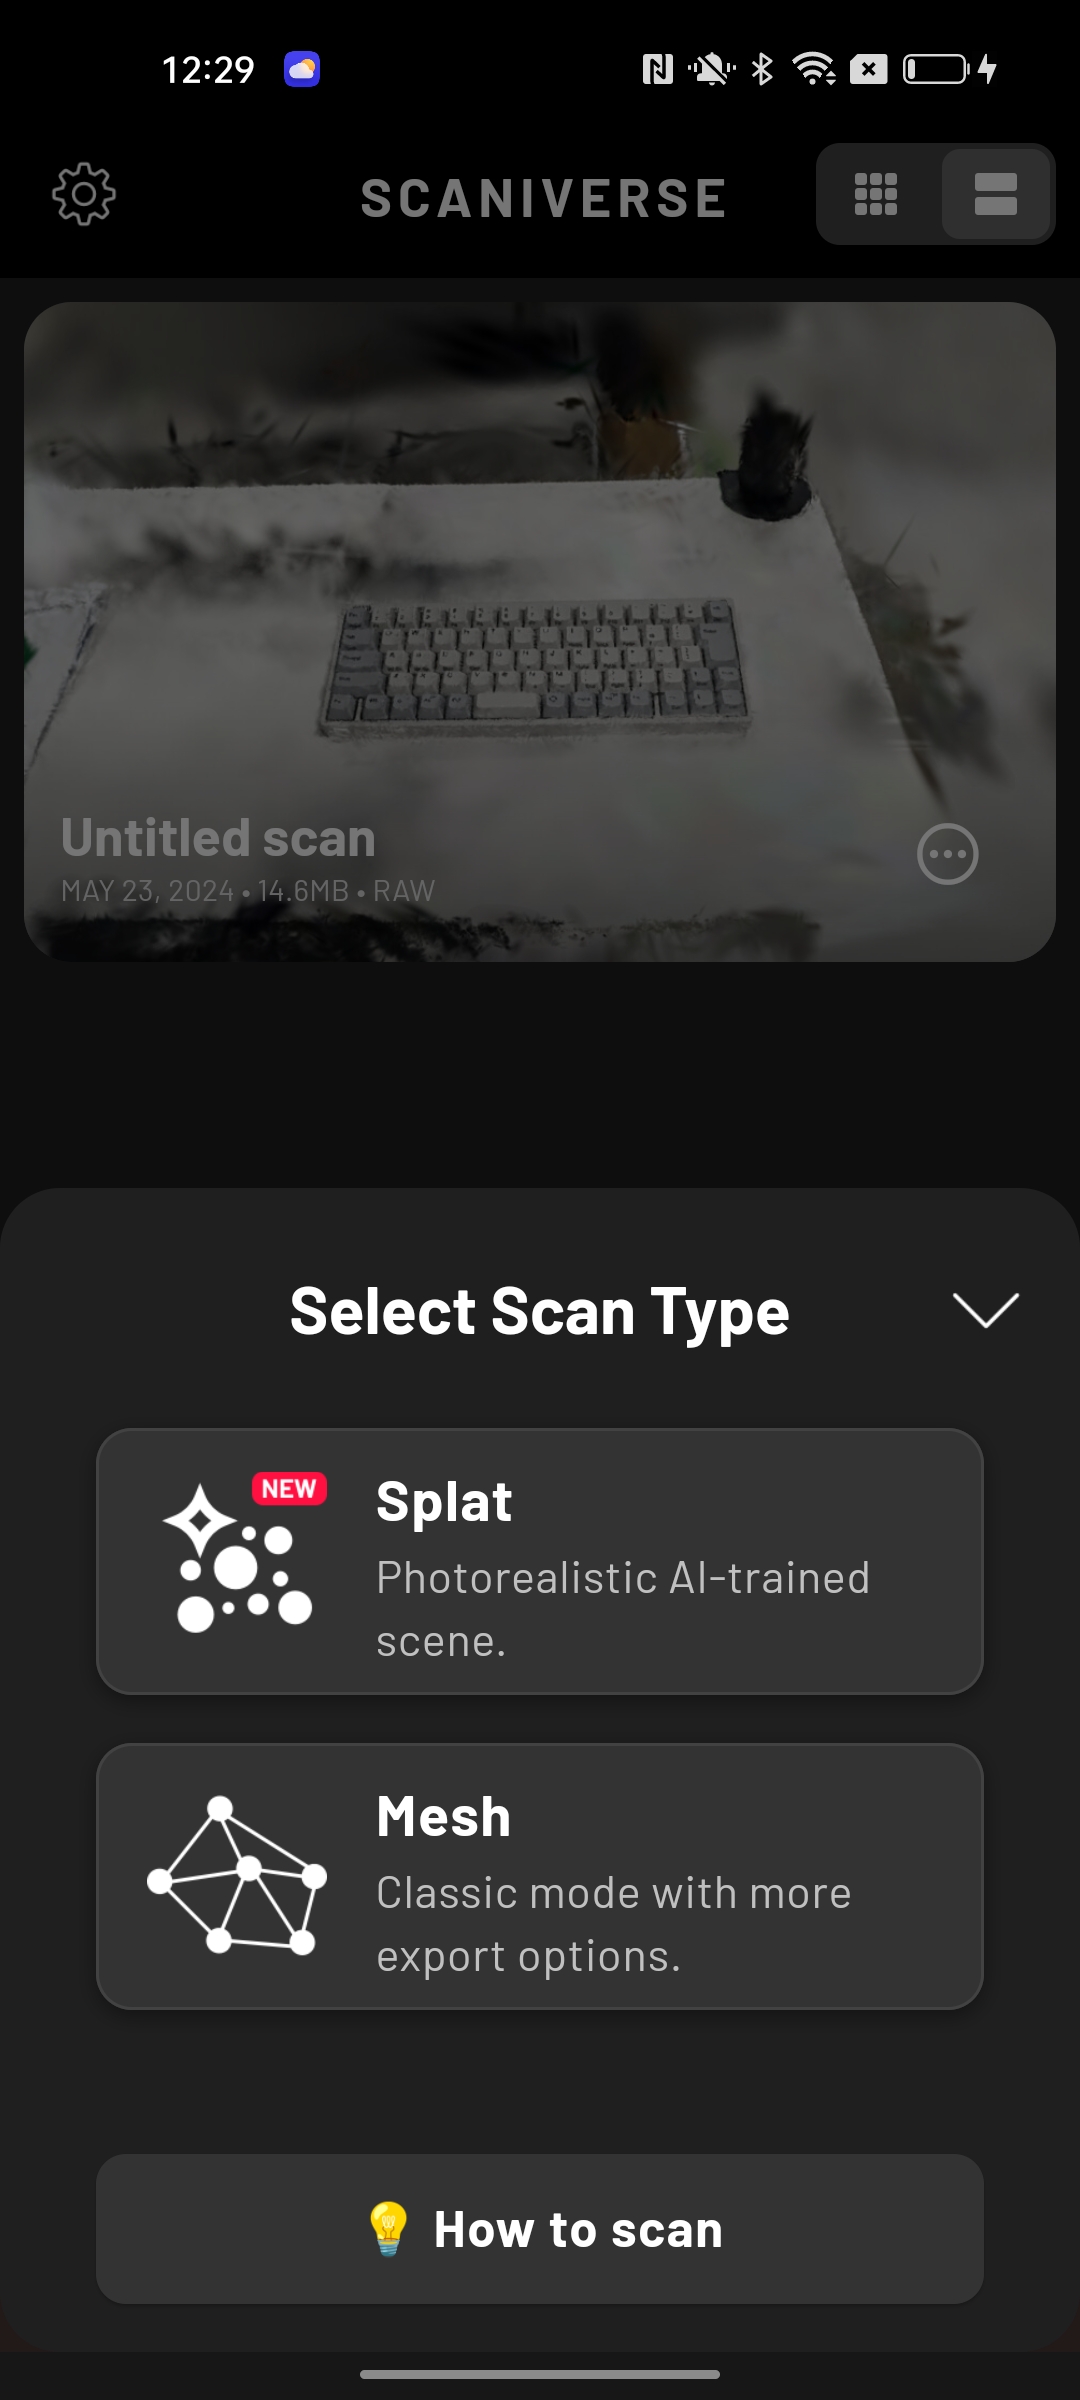 12:29
SCANIVERSE
Untitled scan
MAY 23, 2024 • 14.6MB • RAW
Select Scan Type
NEW
Splat
Photorealistic AI-trained
scene.
Mesh
Classic mode with more
export options.
💡 How to scan